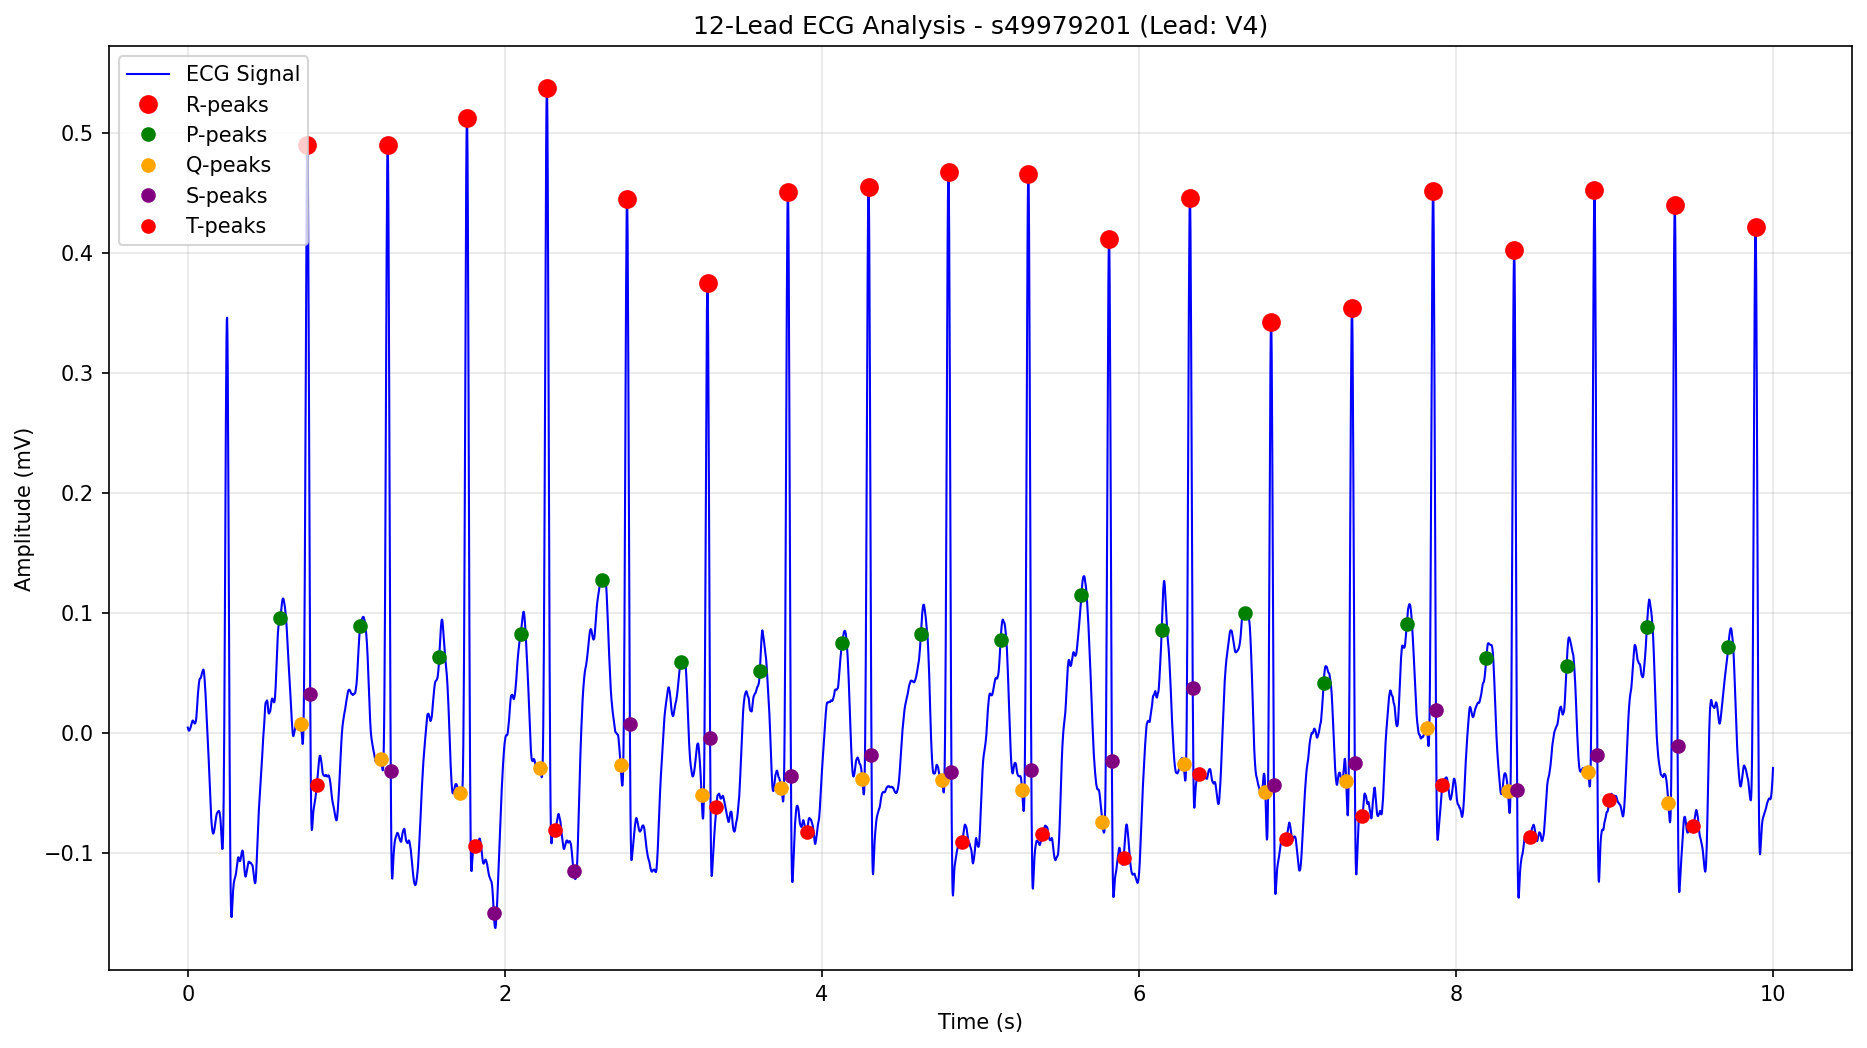 12-Lead ECG Analysis - s49979201 (Lead: V4)
ECG Signal
R-peaks
P-peaks
Q-peaks
S-peaks
T-peaks
Amplitude (mV)
0.5
0.4
0.3
0.2
0.1
0.0
−0.1
0 2 4 6 8 10
Time (s)